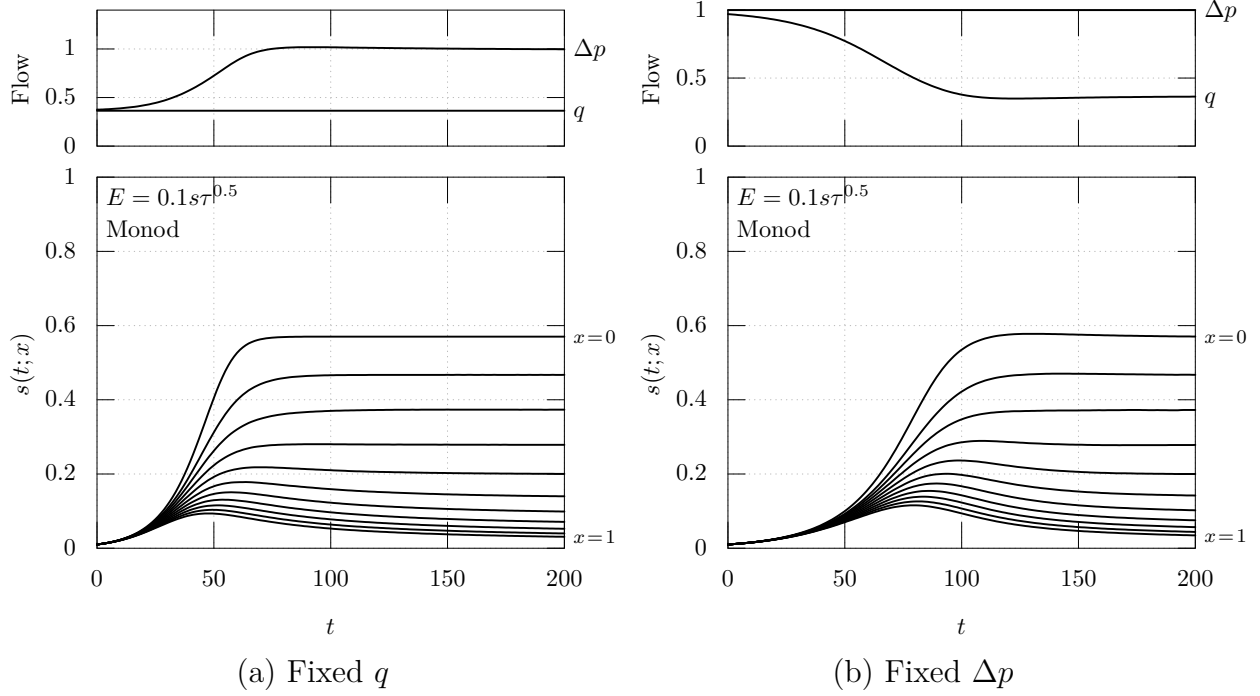 Flow
1
0.5
0
Δp
q
E = 0.1sτ^0.5
Monod
s(t; x)
1
0.8
0.6
0.4
0.2
0
x=0
x=1
0 50 100 150 200
t
(a) Fixed q
Flow
1
0.5
0
Δp
q
E = 0.1sτ^0.5
Monod
s(t; x)
1
0.8
0.6
0.4
0.2
0
x=0
x=1
0 50 100 150 200
t
(b) Fixed Δp